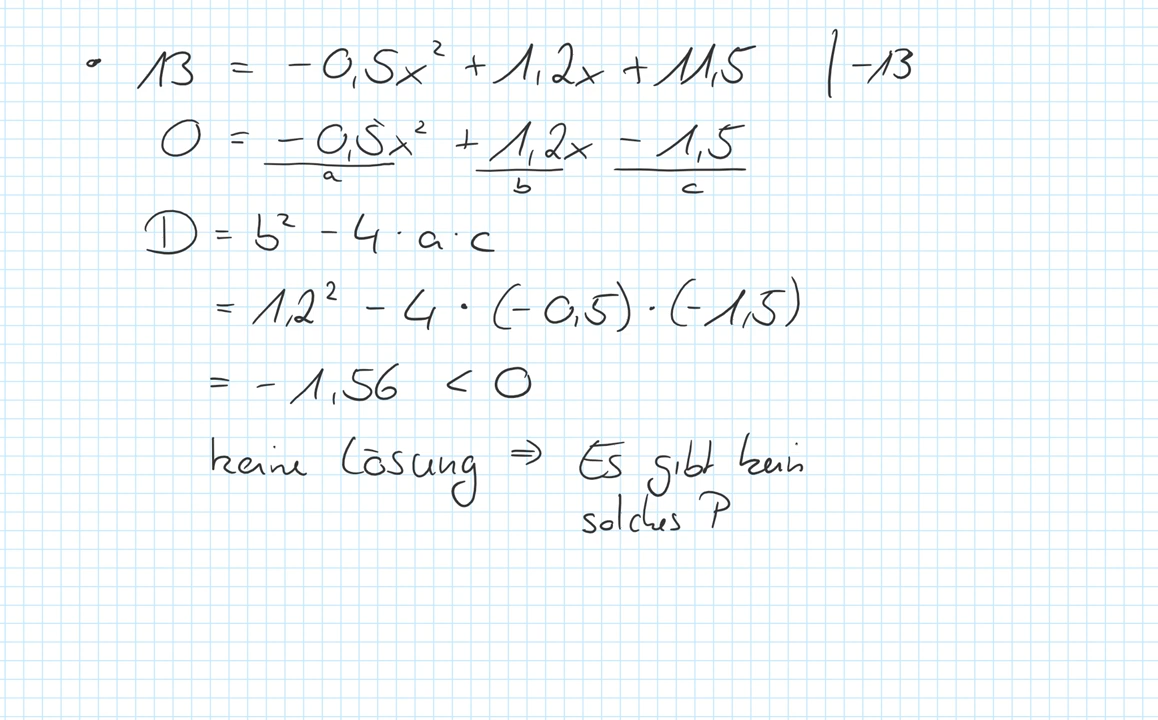 • 13 = -0,5x² + 1,2x + 11,5 | -13
0 = -0,5x² + 1,2x - 1,5
a b c
D = b² - 4 · a · c
= 1,2² - 4 · (-0,5) · (-1,5)
= -1,56 < 0
keine Lösung ⇒ Es gibt kein
solches P